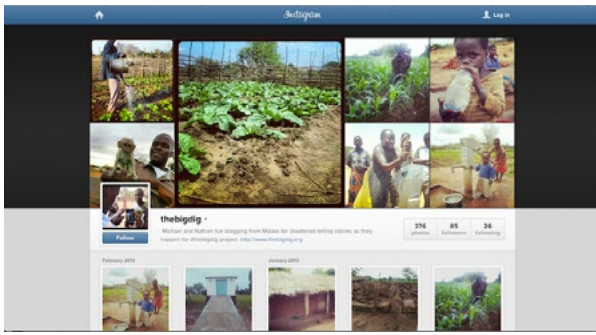 Instagram
Log in
thebigdig
Michael and Nathan live blogging from Malawi for @wateraid telling stories as they
happen for #thebigdig project. http://www.thebigdig.org
376 85 36
photos followers following
Follow
February 2013 January 2013